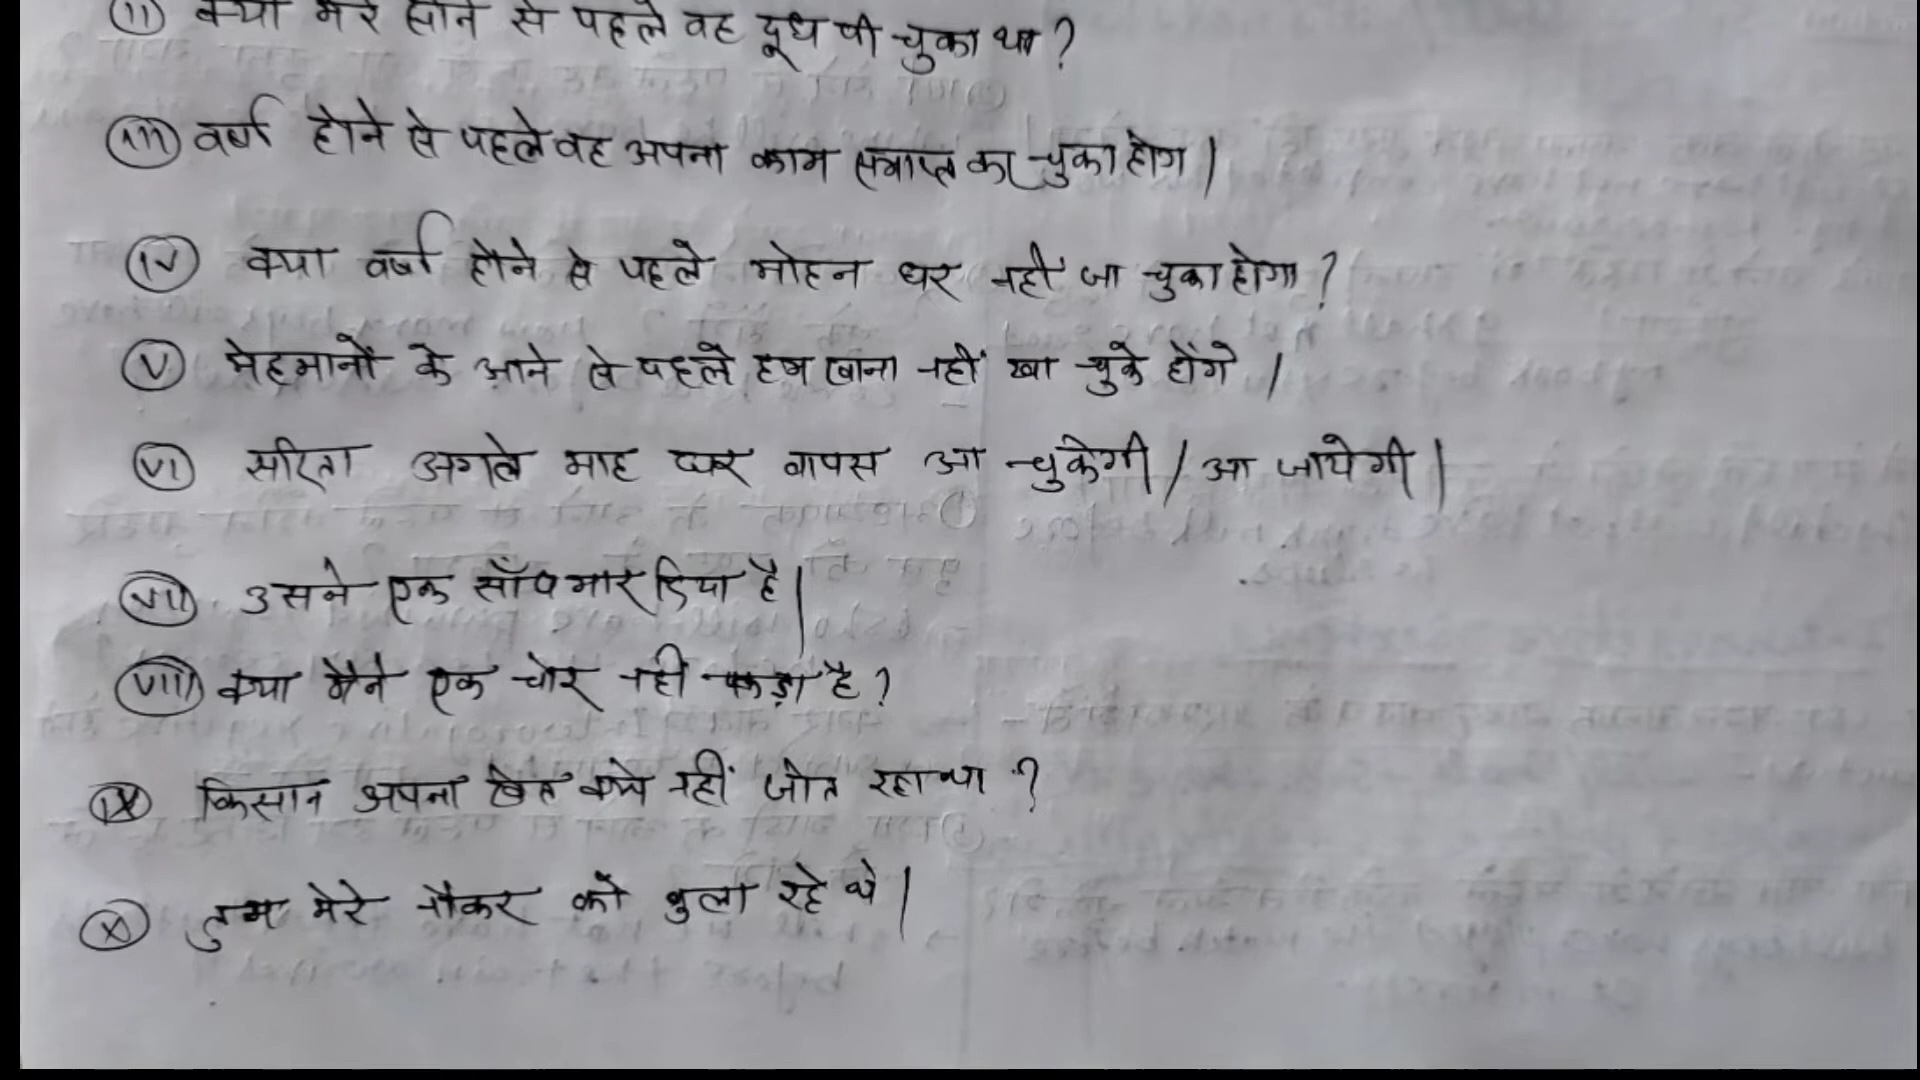 (ii) क्या मेरे सोने से पहले वह दूध पी चुका था?
(iii) वर्षा होने से पहले वह अपना काम समाप्त कर चुका होगा।
(iv) क्या वर्षा होने से पहले मोहन घर नहीं जा चुका होगा?
(v) मेहमानों के आने से पहले हम खाना नहीं खा चुके होंगे।
(vi) सरिता अगले माह घर वापस आ चुकेगी / आ जायेगी।
(vii) उसने एक साँप मार दिया है।
(viii) क्या मैंने एक चोर नहीं पकड़ा है?
(ix) किसान अपना खेत क्यों नहीं जोत रहा था?
(x) तुम मेरे नौकर को बुला रहे थे।